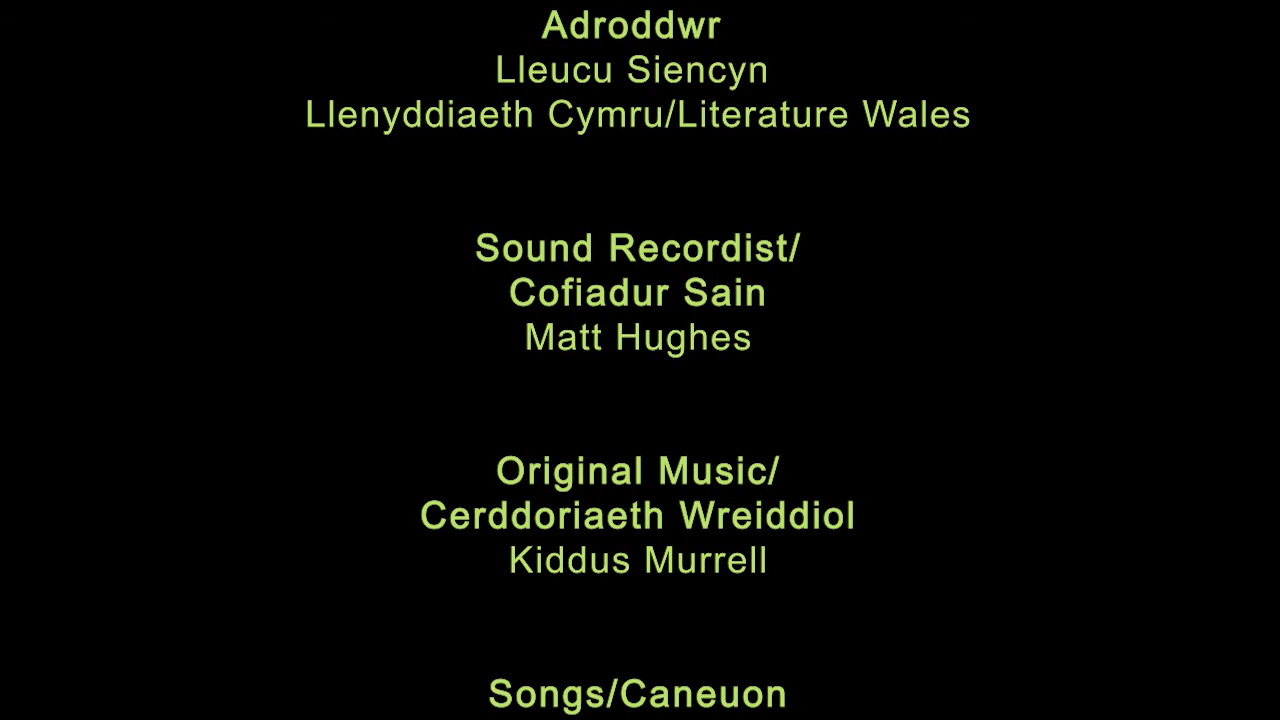 Adroddwr
Lleucu Siencyn
Llenyddiaeth Cymru/Literature Wales
Sound Recordist/
Cofiadur Sain
Matt Hughes
Original Music/
Cerddoriaeth Wreiddiol
Kiddus Murrell
Songs/Caneuon